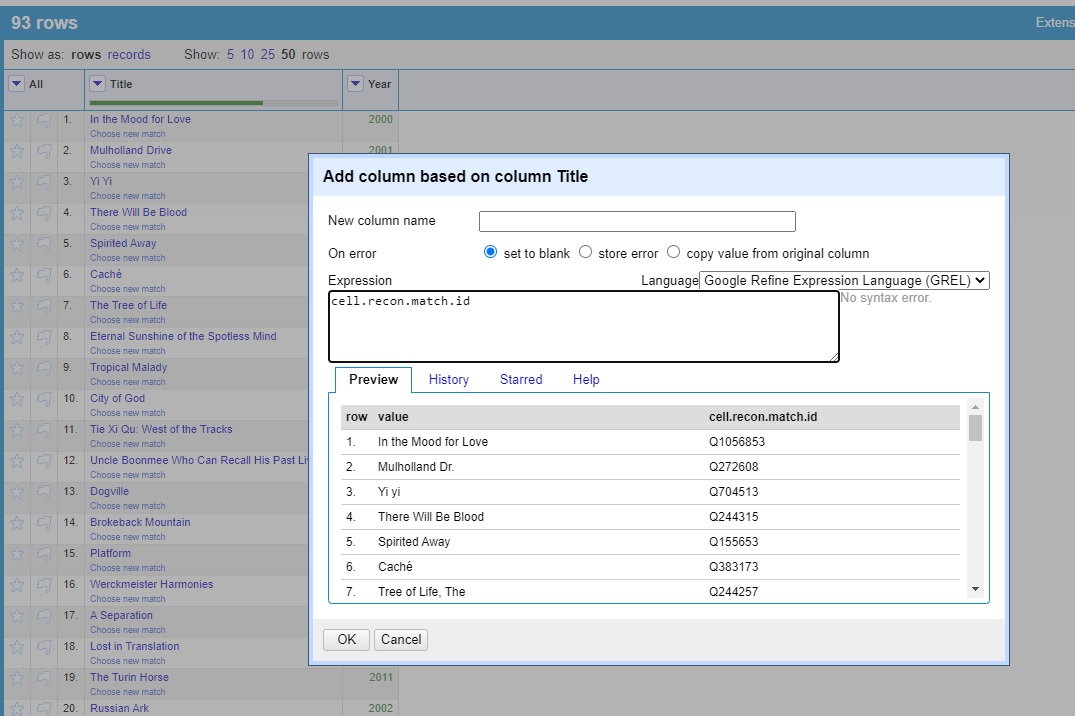 93 rows
Extens
Show as: rows records Show: 5 10 25 50 rows
All Title Year
1. In the Mood for Love 2000
Choose new match
2. Mulholland Drive 2001
Choose new match
3. Yi Yi
Choose new match
4. There Will Be Blood
Choose new match
5. Spirited Away
Choose new match
6. Caché
Choose new match
7. The Tree of Life
Choose new match
8. Eternal Sunshine of the Spotless Mind
Choose new match
9. Tropical Malady
Choose new match
10. City of God
Choose new match
11. Tie Xi Qu: West of the Tracks
Choose new match
12. Uncle Boonmee Who Can Recall His Past Li
Choose new match
13. Dogville
Choose new match
14. Brokeback Mountain
Choose new match
15. Platform
Choose new match
16. Werckmeister Harmonies
Choose new match
17. A Separation
Choose new match
18. Lost in Translation
Choose new match
19. The Turin Horse 2011
Choose new match
20. Russian Ark 2002
Add column based on column Title
New column name
On error set to blank store error copy value from original column
Expression Language Google Refine Expression Language (GREL)
cell.recon.match.id No syntax error.
Preview History Starred Help
row value cell.recon.match.id
1. In the Mood for Love Q1056853
2. Mulholland Dr. Q272608
3. Yi yi Q704513
4. There Will Be Blood Q244315
5. Spirited Away Q155653
6. Caché Q383173
7. Tree of Life, The Q244257
OK Cancel